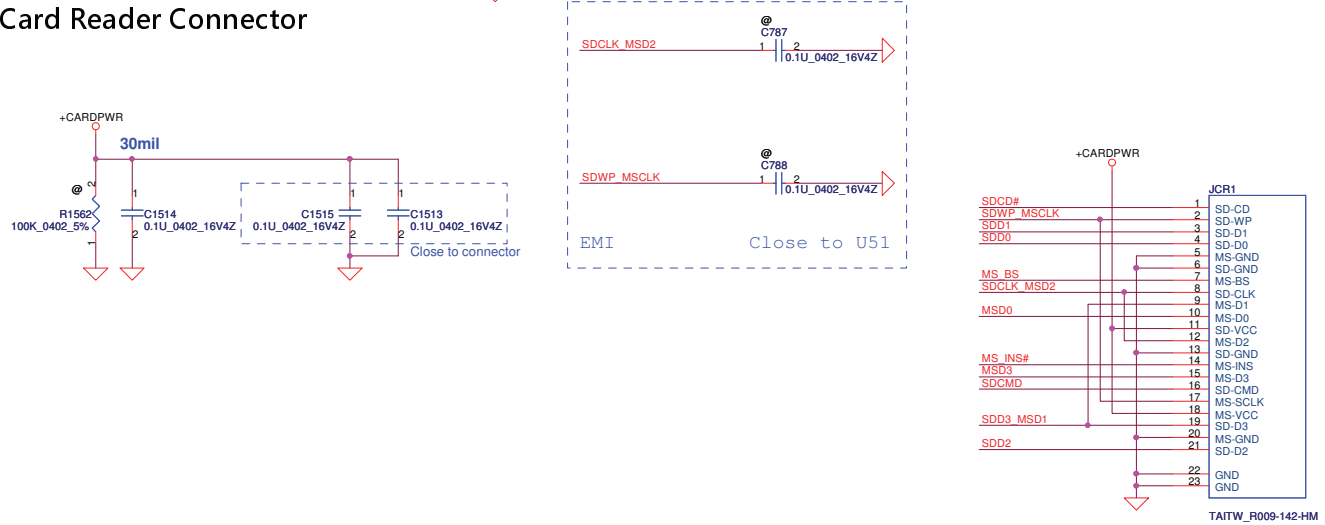 Card Reader Connector
+CARDPWR
30mil
@
2
R1562
100K_0402_5%
1
1
C1514
0.1U_0402_16V4Z
2
1
C1515
0.1U_0402_16V4Z
2
1
C1513
0.1U_0402_16V4Z
2
Close to connector
SDCLK_MSD2
@
C787
1
2
0.1U_0402_16V4Z
SDWP_MSCLK
@
C788
1
2
0.1U_0402_16V4Z
EMI
Close to U51
+CARDPWR
JCR1
SDCD# 1 SD-CD
SDWP_MSCLK 2 SD-WP
SDD1 3 SD-D1
SDD0 4 SD-D0
5 MS-GND
6 SD-GND
MS_BS 7 MS-BS
SDCLK_MSD2 8 SD-CLK
9 MS-D1
MSD0 10 MS-D0
11 SD-VCC
12 MS-D2
13 SD-GND
MS_INS# 14 MS-INS
MSD3 15 MS-D3
SDCMD 16 SD-CMD
17 MS-SCLK
18 MS-VCC
SDD3_MSD1 19 SD-D3
20 MS-GND
SDD2 21 SD-D2
22 GND
23 GND
TAITW_R009-142-HM